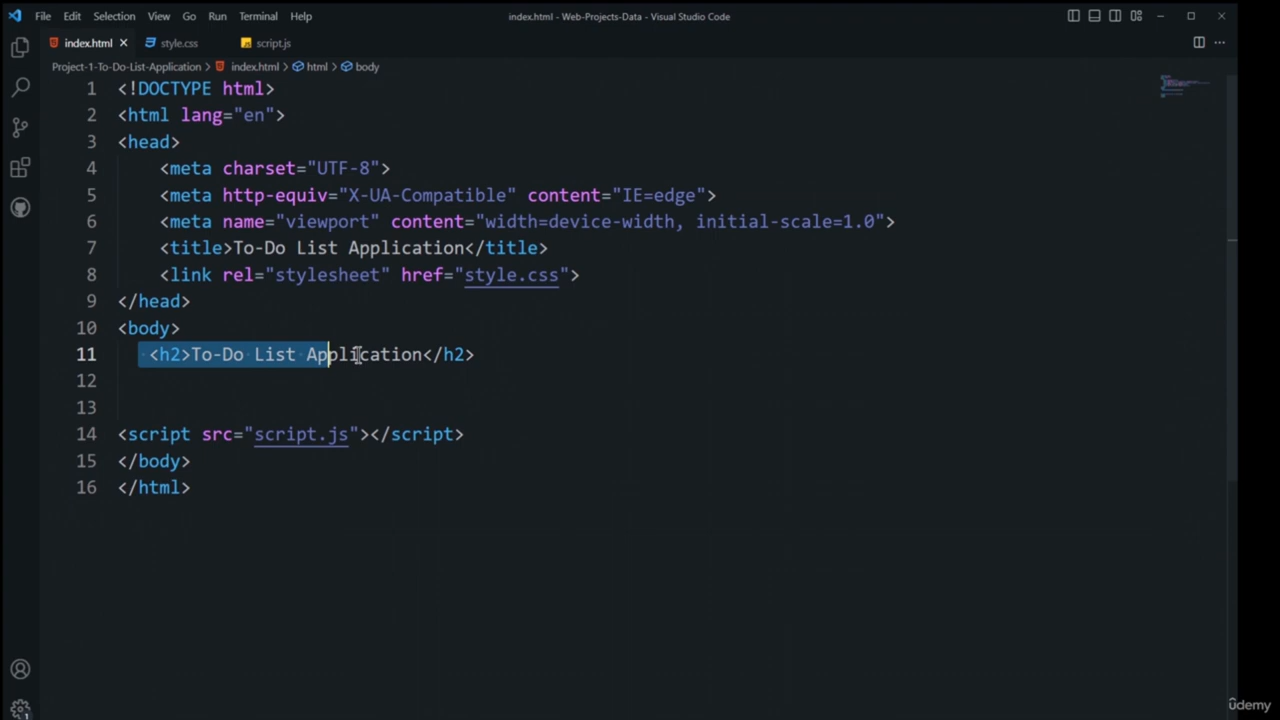 File Edit Selection View Go Run Terminal Help index.html - Web-Projects-Data - Visual Studio Code
index.html style.css script.js
Project-1-To-Do-List-Application > index.html > html > body
1 <!DOCTYPE html>
2 <html lang="en">
3 <head>
4 <meta charset="UTF-8">
5 <meta http-equiv="X-UA-Compatible" content="IE=edge">
6 <meta name="viewport" content="width=device-width, initial-scale=1.0">
7 <title>To-Do List Application</title>
8 <link rel="stylesheet" href="style.css">
9 </head>
10 <body>
11 <h2>To-Do List Application</h2>
12
13
14 <script src="script.js"></script>
15 </body>
16 </html>
udemy